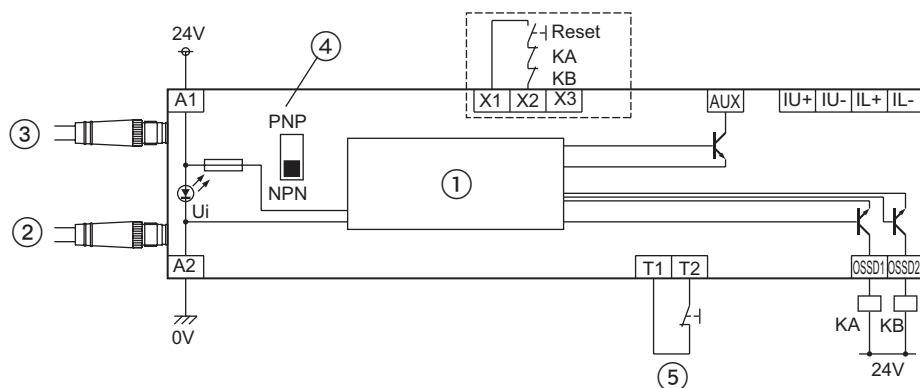 24V
④
Reset
KA
KB
A1
X1 X2 X3
AUX
IU+ IU- IL+ IL-
③
PNP
NPN
①
Ui
②
A2
T1 T2
OSSD1 OSSD2
0V
KA KB
⑤
24V